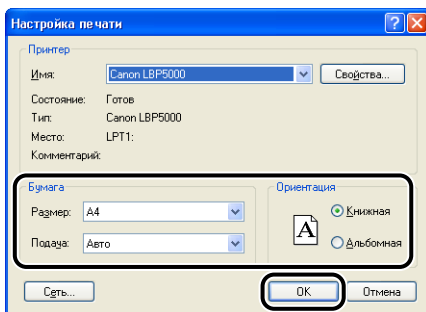 Настройка печати
Принтер
Имя: Canon LBP5000 Свойства...
Состояние: Готов
Тип: Canon LBP5000
Место: LPT1:
Комментарий:
Бумага Ориентация
Размер: A4 Книжная
Подача: Авто A Альбомная
Сеть... OK Отмена